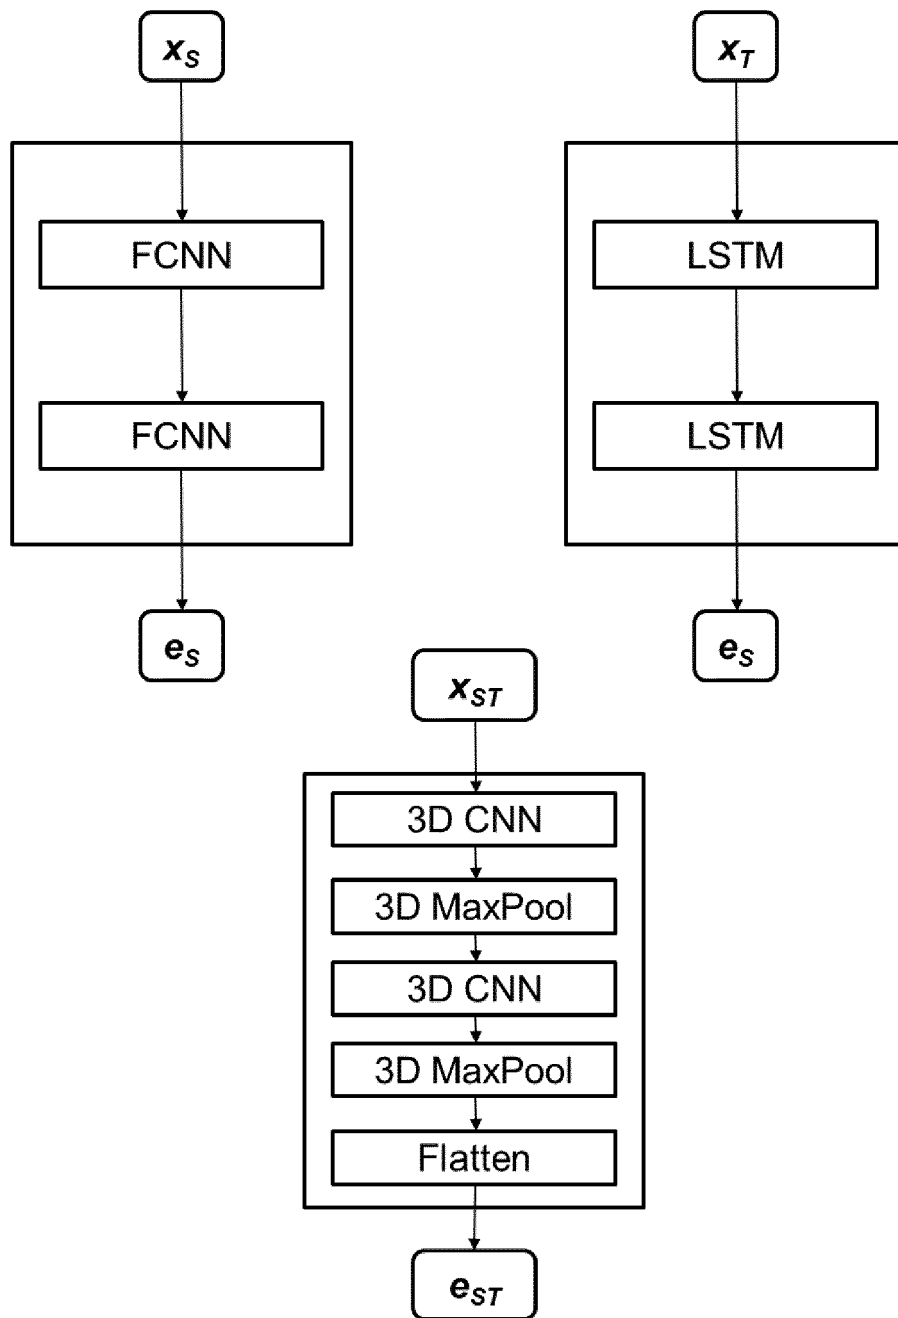 x_S
FCNN
FCNN
e_S
x_T
LSTM
LSTM
e_S
x_ST
3D CNN
3D MaxPool
3D CNN
3D MaxPool
Flatten
e_ST